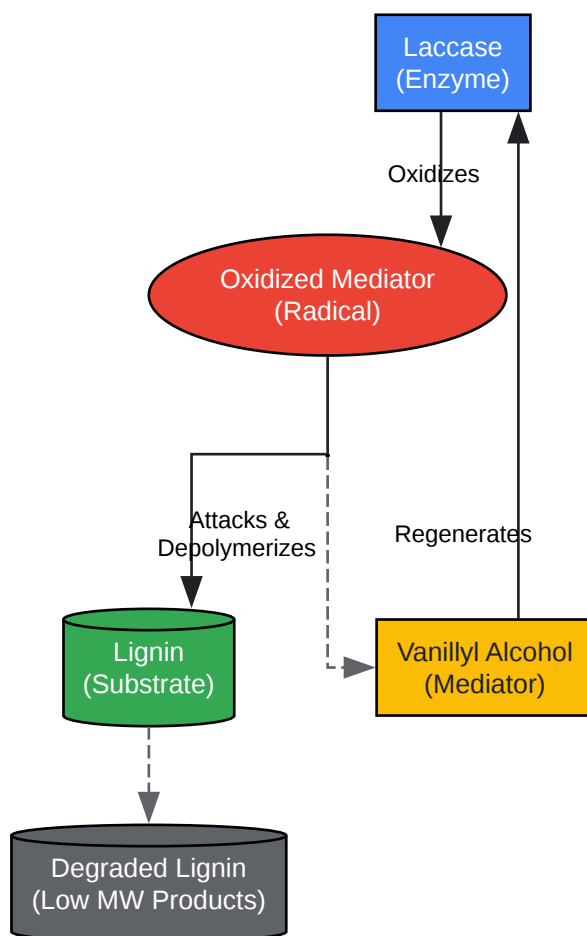 Laccase
(Enzyme)
Oxidizes
Oxidized Mediator
(Radical)
Attacks &
Depolymerizes
Regenerates
Lignin
(Substrate)
Vanillyl Alcohol
(Mediator)
Degraded Lignin
(Low MW Products)